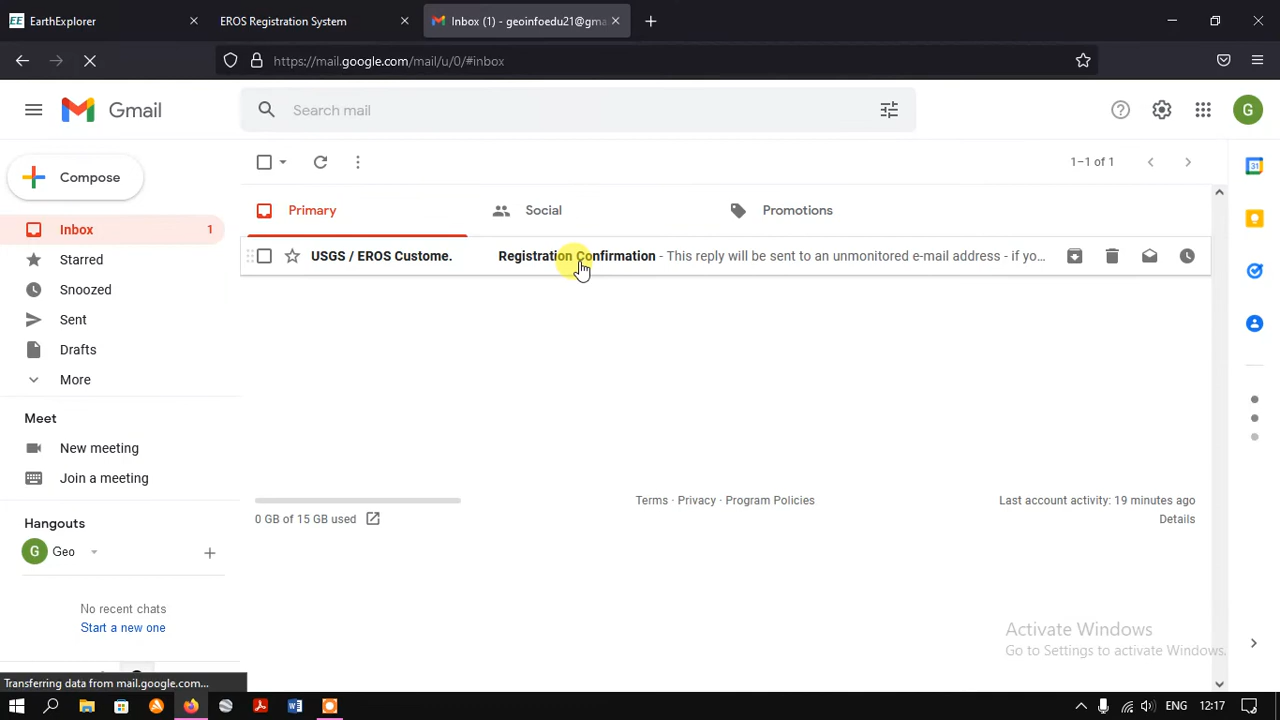 EE EarthExplorer
EROS Registration System
Inbox (1) - geoinfoedu21@gma
https://mail.google.com/mail/u/0/#inbox
Gmail
Search mail
G
Compose
1–1 of 1
31
Inbox 1
Primary
Social
Promotions
Starred
USGS / EROS Custome. Registration Confirmation - This reply will be sent to an unmonitored e-mail address - if yo...
Snoozed
Sent
Drafts
More
Meet
New meeting
Join a meeting
Terms · Privacy · Program Policies
Last account activity: 19 minutes ago
0 GB of 15 GB used
Details
Hangouts
G Geo
No recent chats
Start a new one
Activate Windows
Go to Settings to activate Windows.
Transferring data from mail.google.com...
ENG
12:17